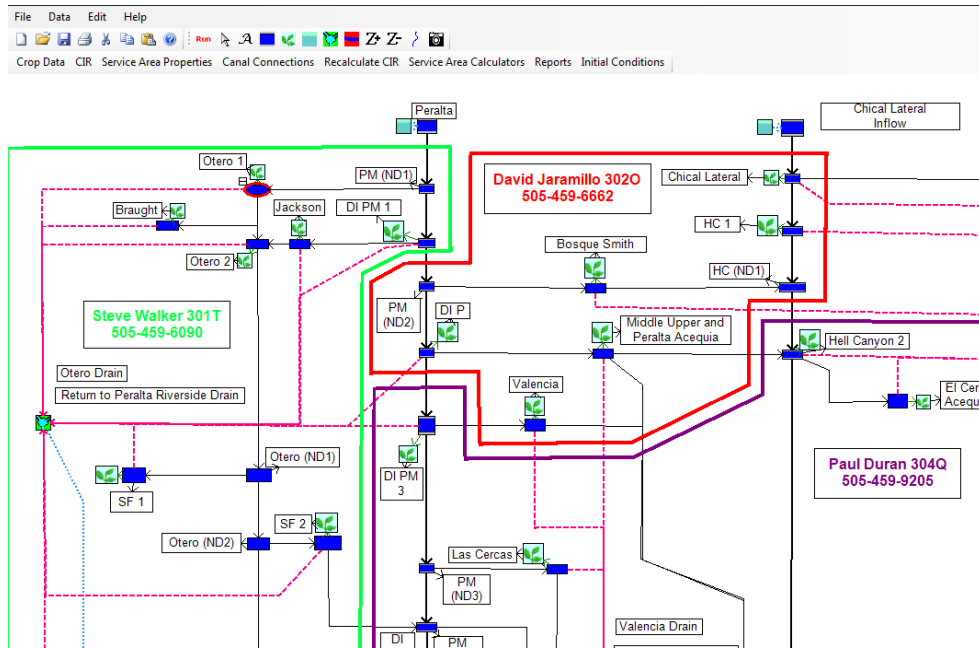 File Data Edit Help
Run A Z+ Z-
Crop Data CIR Service Area Properties Canal Connections Recalculate CIR Service Area Calculators Reports Initial Conditions
Peralta
Chical Lateral
Inflow
Otero 1
PM (ND1)
David Jaramillo 302O
505-459-6662
Chical Lateral
Braught
Jackson
DI PM 1
HC 1
Bosque Smith
Otero 2
HC (ND1)
Steve Walker 301T
505-459-6090
PM
(ND2)
DI P
Middle Upper and
Peralta Acequia
Hell Canyon 2
Otero Drain
Return to Peralta Riverside Drain
Valencia
El Cer
Acequ
Otero (ND1)
Paul Duran 304Q
505-459-9205
DI PM
3
SF 1
SF 2
Otero (ND2)
Las Cercas
PM
(ND3)
Valencia Drain
DI
PM